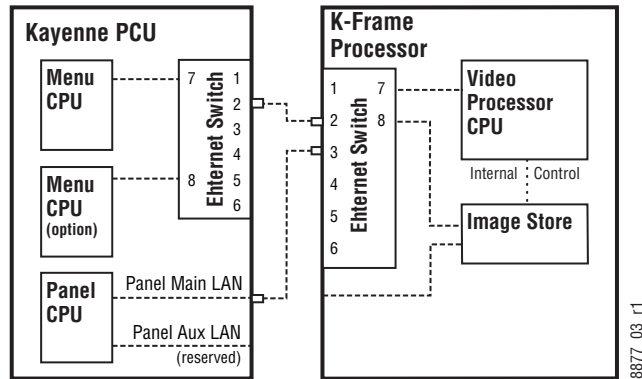 Kayenne PCU
Menu
CPU
7
1
2
3
4
5
6
Ehternet Switch
Menu
CPU
(option)
8
Panel
CPU
Panel Main LAN
Panel Aux LAN
(reserved)
K-Frame
Processor
1
2
3
4
5
6
Ehternet Switch
7
8
Video
Processor
CPU
Internal
Control
Image Store
8877_03_r1